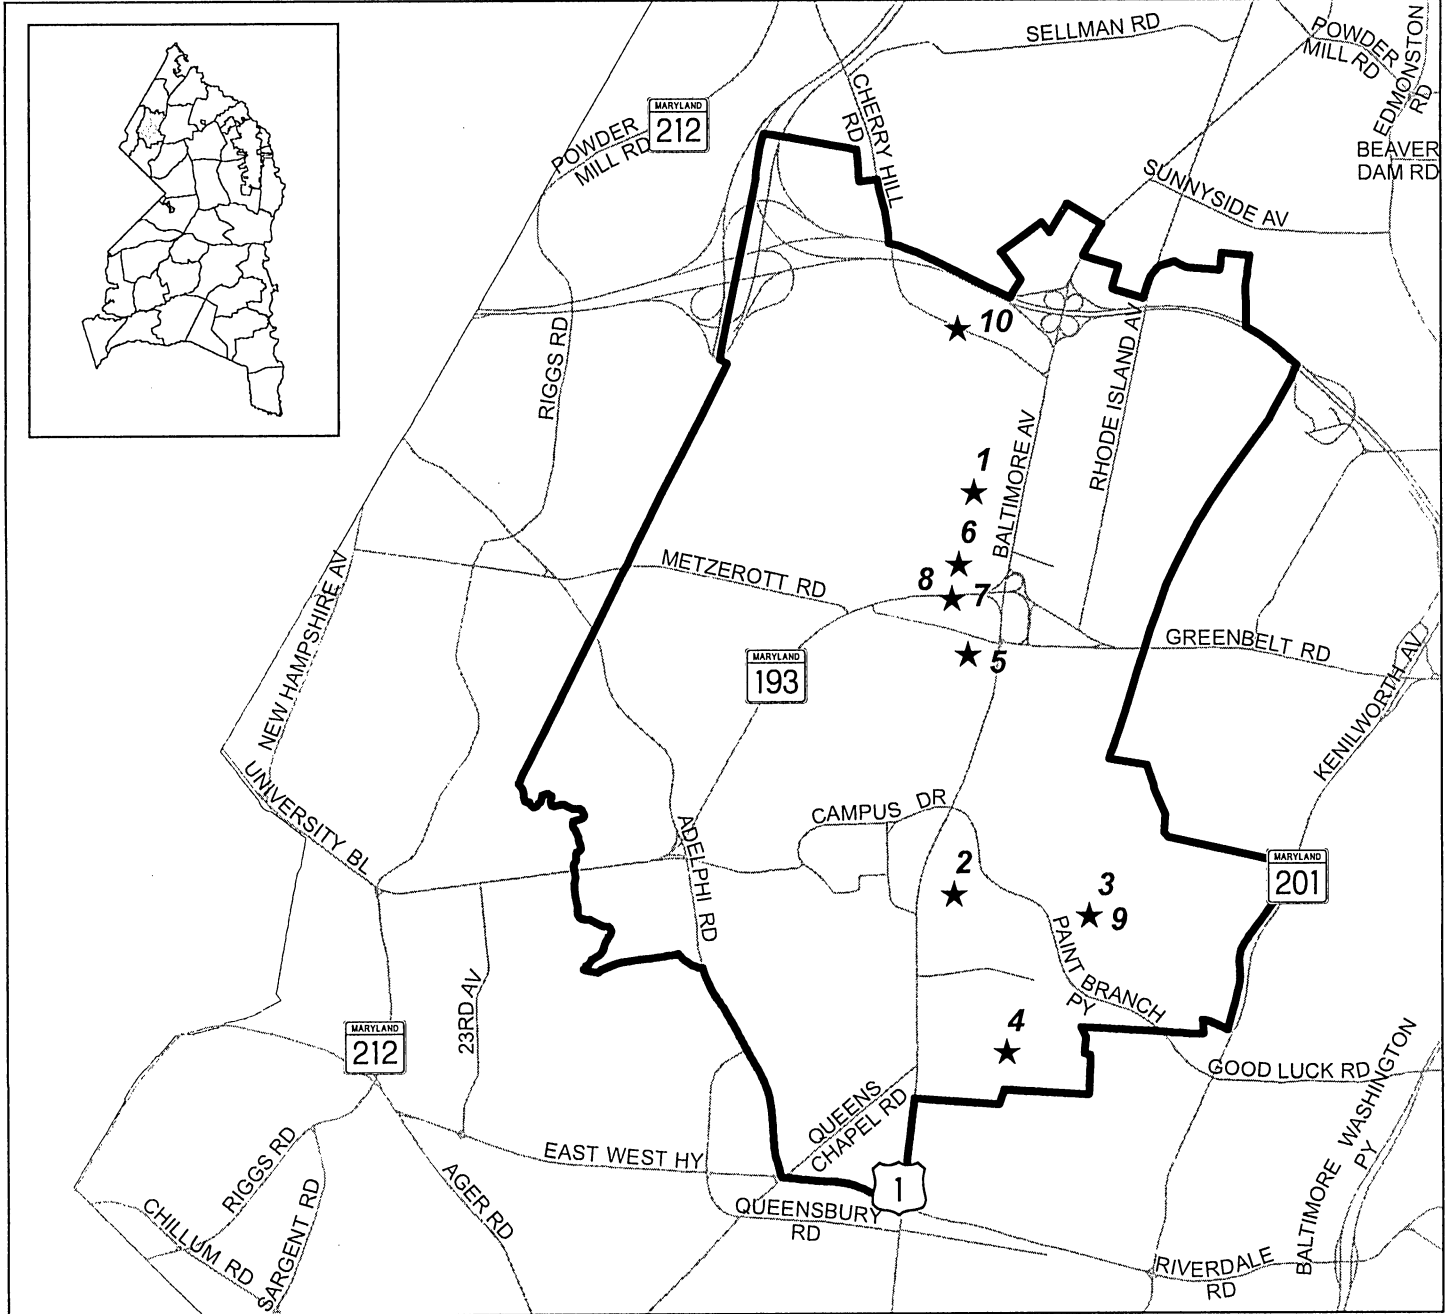 SELLMAN RD
POWDER
MILL RD
EDMONSTON
RD
MARYLAND
212
POWDER
MILL RD
CHERRY HILL
RD
BEAVER
DAM RD
SUNNYSIDE AV
10
RIGGS RD
RHODE ISLAND AV
BALTIMORE AV
1
6
METZEROTT RD
8
7
NEW HAMPSHIRE AV
GREENBELT RD
5
MARYLAND
193
KENILWORTH AV
UNIVERSITY BL
CAMPUS DR
ADELPHI RD
2
3
9
MARYLAND
201
PAINT BRANCH
PY
23RD AV
4
MARYLAND
212
GOOD LUCK RD
BALTIMORE WASHINGTON
PY
QUEENS
CHAPEL RD
EAST WEST HY
RIGGS RD
AGER RD
1
QUEENSBURY
RD
CHILLUM RD
SARGENT RD
RIVERDALE
RD